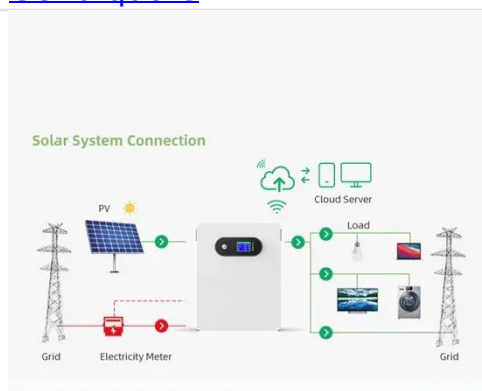 Solar System Connection
Cloud Server
PV
Load
Grid
Electricity Meter
Grid